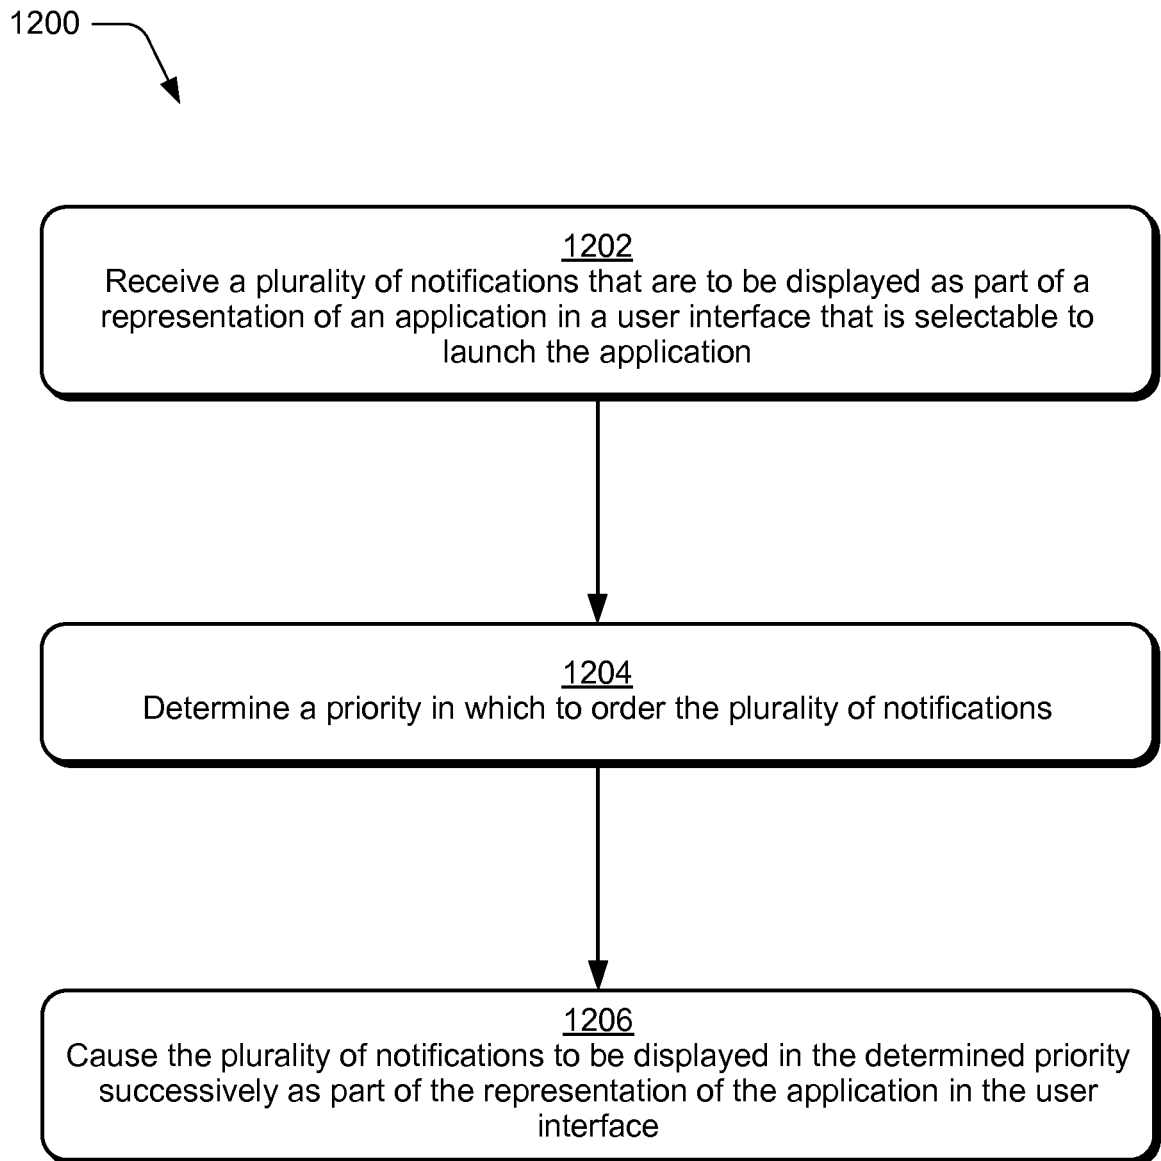 1200
1202
Receive a plurality of notifications that are to be displayed as part of a
representation of an application in a user interface that is selectable to
launch the application
1204
Determine a priority in which to order the plurality of notifications
1206
Cause the plurality of notifications to be displayed in the determined priority
successively as part of the representation of the application in the user
interface